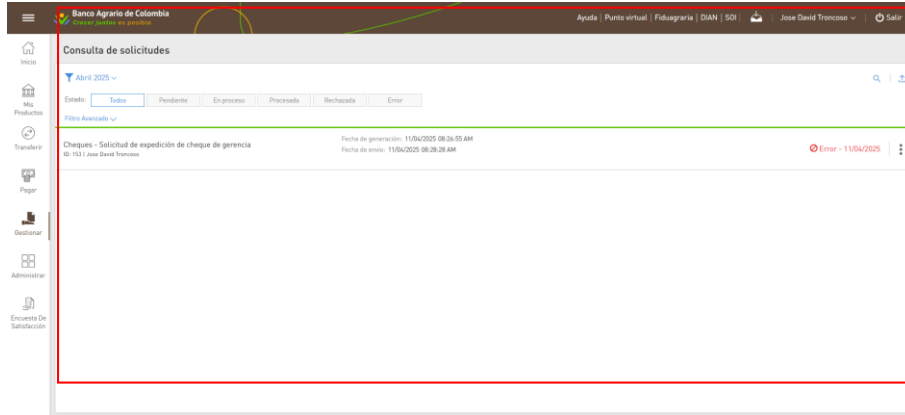 Banco Agrario de Colombia
Crecer juntos es posible
Ayuda | Punto virtual | Fiduagraria | DIAN | SOI | Jose David Troncoso | Salir
Inicio
Mis
Productos
Transferir
Pagar
Gestionar
Administrar
Encuesta De
Satisfacción
Consulta de solicitudes
Abril 2025
Estado: Todos Pendiente En proceso Procesada Rechazada Error
Filtro Avanzado
Cheques - Solicitud de expedición de cheque de gerencia
ID: 153 | Jose David Troncoso
Fecha de generación: 11/04/2025 08:26:55 AM
Fecha de envío: 11/04/2025 08:28:28 AM
Error - 11/04/2025